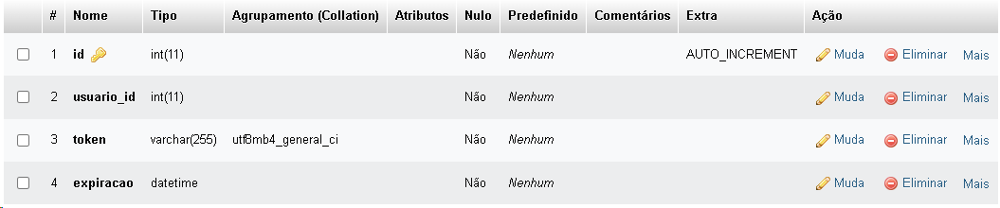 # Nome Tipo Agrupamento (Collation) Atributos Nulo Predefinido Comentários Extra Ação
1 id int(11) Não Nenhum AUTO_INCREMENT Muda Eliminar Mais
2 usuario_id int(11) Não Nenhum Muda Eliminar Mais
3 token varchar(255) utf8mb4_general_ci Não Nenhum Muda Eliminar Mais
4 expiracao datetime Não Nenhum Muda Eliminar Mais